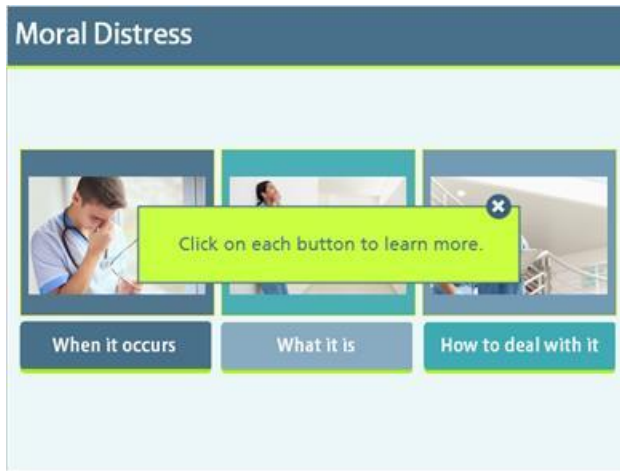 Moral Distress
Click on each button to learn more.
When it occurs
What it is
How to deal with it